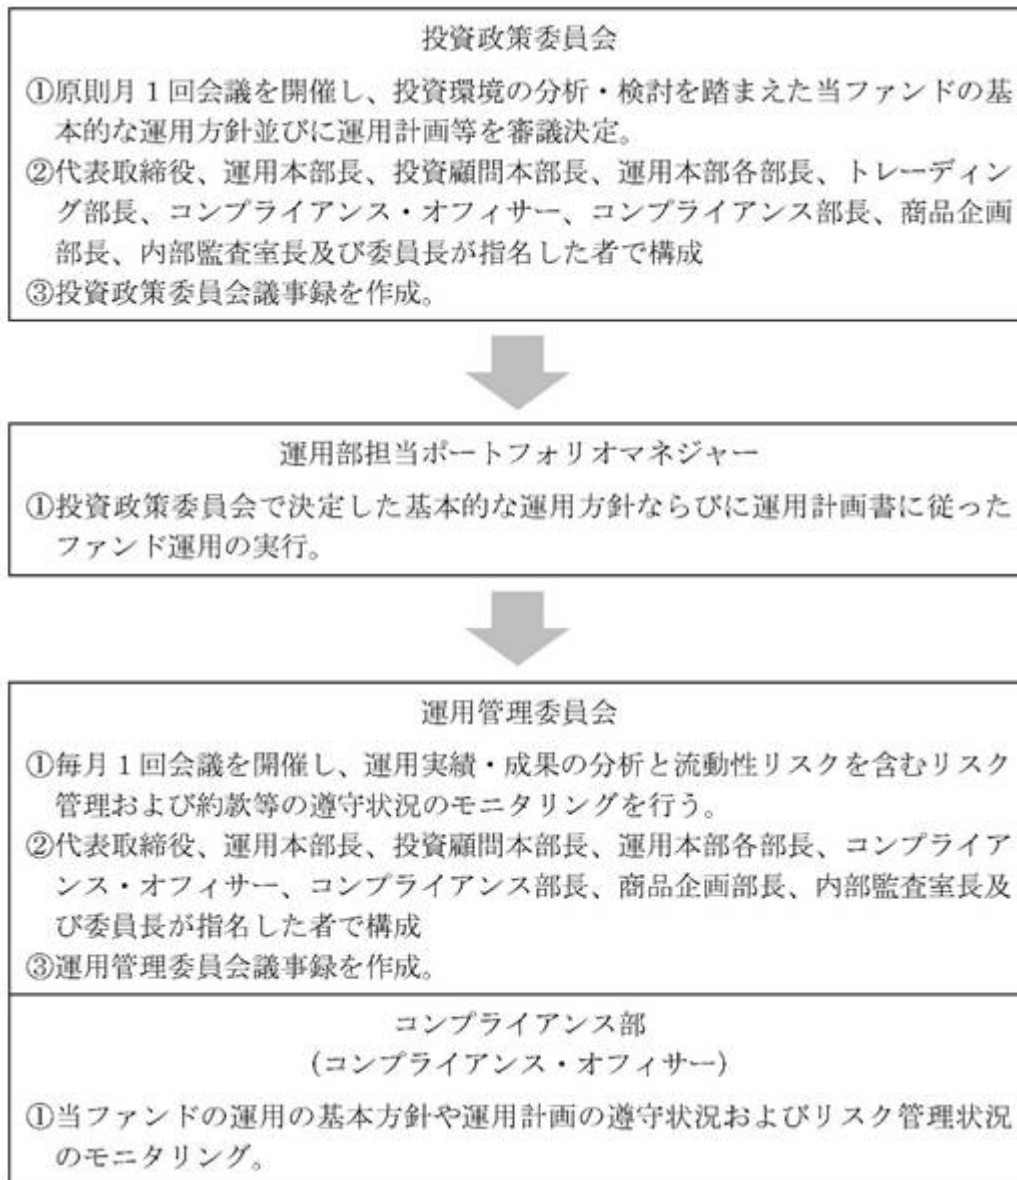 投資政策委員会
①原則月1回会議を開催し、投資環境の分析・検討を踏まえた当ファンドの基
本的な運用方針並びに運用計画等を審議決定。
②代表取締役、運用本部長、投資顧問本部長、運用本部各部長、トレーディン
グ部長、コンプライアンス・オフィサー、コンプライアンス部長、商品企画
部長、内部監査室長及び委員長が指名した者で構成
③投資政策委員会議事録を作成。
運用部担当ポートフォリオマネジャー
①投資政策委員会で決定した基本的な運用方針ならびに運用計画書に従った
ファンド運用の実行。
運用管理委員会
①毎月1回会議を開催し、運用実績・成果の分析と流動性リスクを含むリスク
管理および約款等の遵守状況のモニタリングを行う。
②代表取締役、運用本部長、投資顧問本部長、運用本部各部長、コンプライア
ンス・オフィサー、コンプライアンス部長、商品企画部長、内部監査室長及
び委員長が指名した者で構成
③運用管理委員会議事録を作成。
コンプライアンス部
(コンプライアンス・オフィサー)
①当ファンドの運用の基本方針や運用計画の遵守状況およびリスク管理状況
のモニタリング。